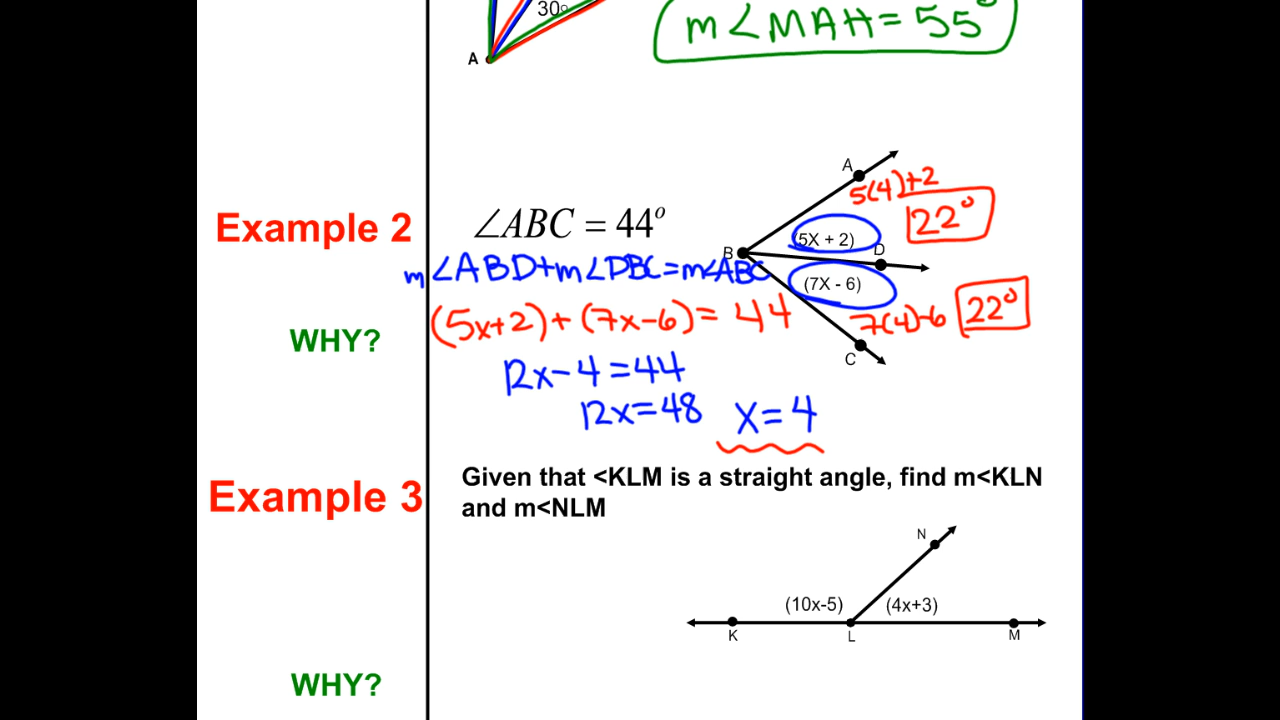 30°
m∠MAH=55°
A
Example 2
∠ABC = 44°
A
5(4)+2
22°
(5X + 2)
D
B
m∠ABD+m∠DBC=m∠ABC
(7X - 6)
(5x+2)+(7x-6)=44
7(4)-6 22°
WHY?
C
12x-4=44
12x=48 x=4
Example 3
Given that <KLM is a straight angle, find m<KLN
and m<NLM
N
(10x-5) (4x+3)
K L M
WHY?